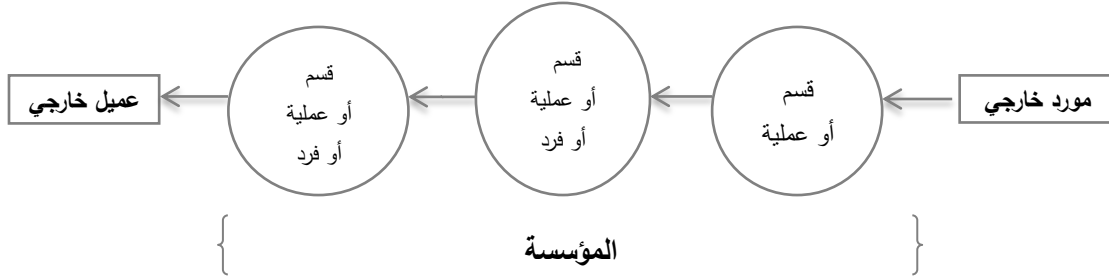 مورد خارجي
قسم
أو عملية
قسم
أو عملية
أو فرد
قسم
أو عملية
أو فرد
عميل خارجي
المؤسسة